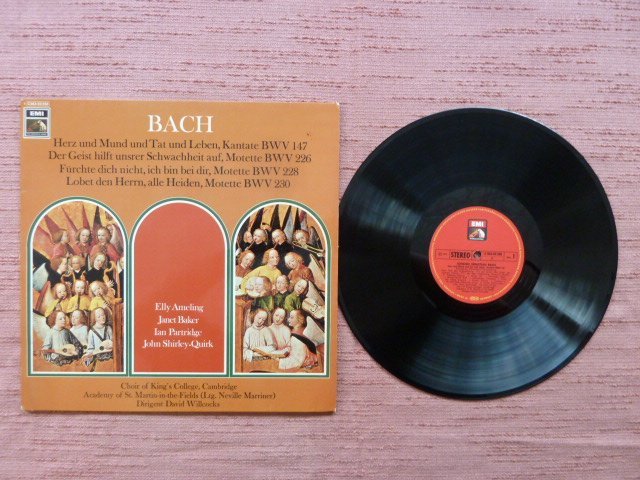 EMI
BACH
Herz und Mund und Tat und Leben, Kantate BWV 147
Der Geist hilft unsrer Schwachheit auf, Motette BWV 226
Fürchte dich nicht, ich bin bei dir, Motette BWV 228
Lobet den Herrn, alle Heiden, Motette BWV 230
Elly Ameling
Janet Baker
Ian Partridge
John Shirley-Quirk
Choir of King's College, Cambridge
Academy of St. Martin-in-the-Fields (Ltg. Neville Marriner)
Dirigent David Willcocks
EMI
STEREO